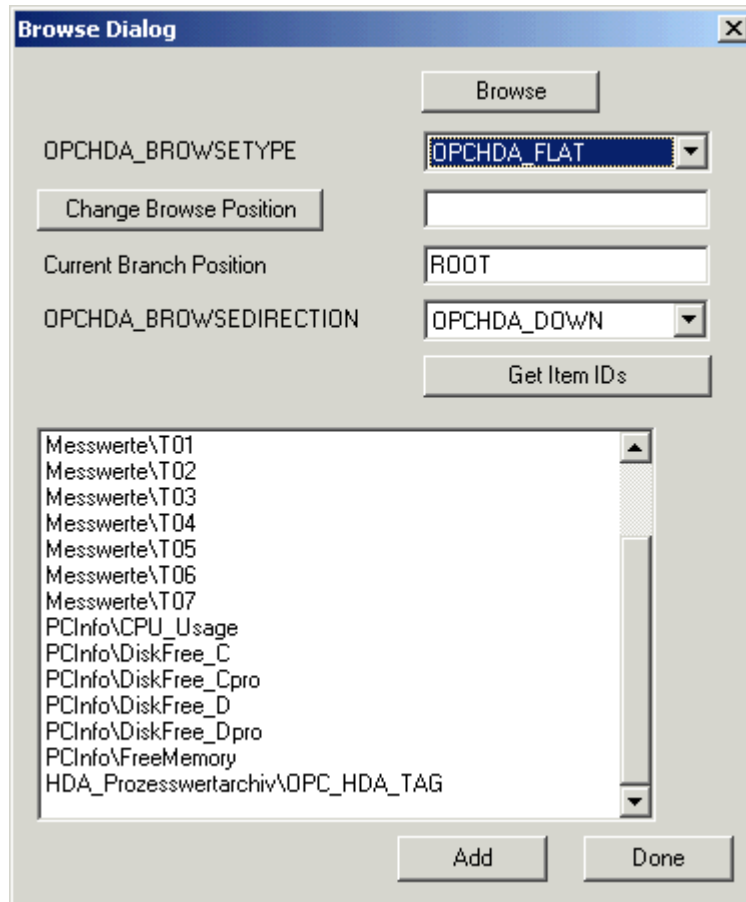 Browse Dialog
Browse
OPCHDA_BROWSETYPE OPCHDA_FLAT
Change Browse Position
Current Branch Position ROOT
OPCHDA_BROWSEDIRECTION OPCHDA_DOWN
Get Item IDs
Messwerte\T01
Messwerte\T02
Messwerte\T03
Messwerte\T04
Messwerte\T05
Messwerte\T06
Messwerte\T07
PCInfo\CPU_Usage
PCInfo\DiskFree_C
PCInfo\DiskFree_Cpro
PCInfo\DiskFree_D
PCInfo\DiskFree_Dpro
PCInfo\FreeMemory
HDA_Prozesswertarchiv\OPC_HDA_TAG
Add Done